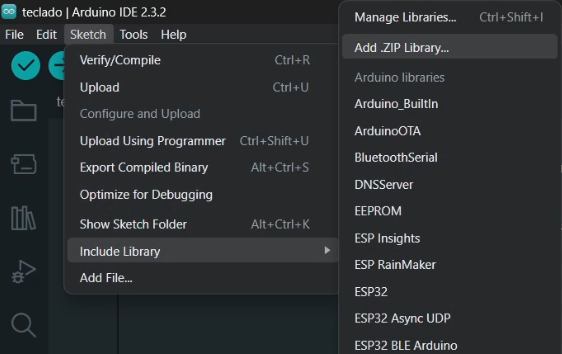 teclado | Arduino IDE 2.3.2
File Edit Sketch Tools Help
Verify/Compile Ctrl+R
Upload Ctrl+U
Configure and Upload
Upload Using Programmer Ctrl+Shift+U
Export Compiled Binary Alt+Ctrl+S
Optimize for Debugging
Show Sketch Folder Alt+Ctrl+K
Include Library
Add File...
te
Manage Libraries... Ctrl+Shift+I
Add .ZIP Library...
Arduino libraries
Arduino_BuiltIn
ArduinoOTA
BluetoothSerial
DNSServer
EEPROM
ESP Insights
ESP RainMaker
ESP32
ESP32 Async UDP
ESP32 BLE Arduino